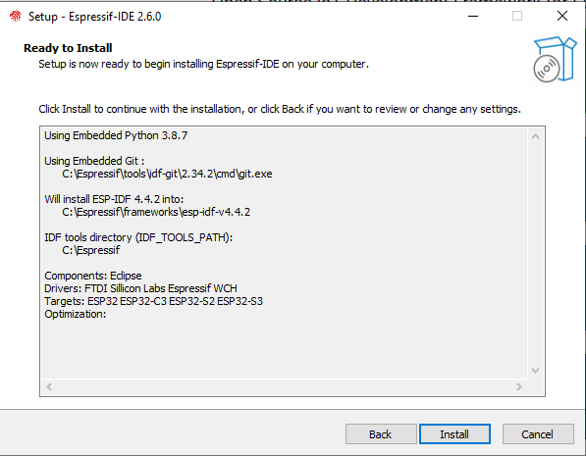 Setup - Espressif-IDE 2.6.0
Ready to Install
Setup is now ready to begin installing Espressif-IDE on your computer.
Click Install to continue with the installation, or click Back if you want to review or change any settings.
Using Embedded Python 3.8.7
Using Embedded Git :
C:\Espressif\tools\idf-git\2.34.2\cmd\git.exe
Will install ESP-IDF 4.4.2 into:
C:\Espressif\frameworks\esp-idf-v4.4.2
IDF tools directory (IDF_TOOLS_PATH):
C:\Espressif
Components: Eclipse
Drivers: FTDI Sillicon Labs Espressif WCH
Targets: ESP32 ESP32-C3 ESP32-S2 ESP32-S3
Optimization:
Back
Install
Cancel